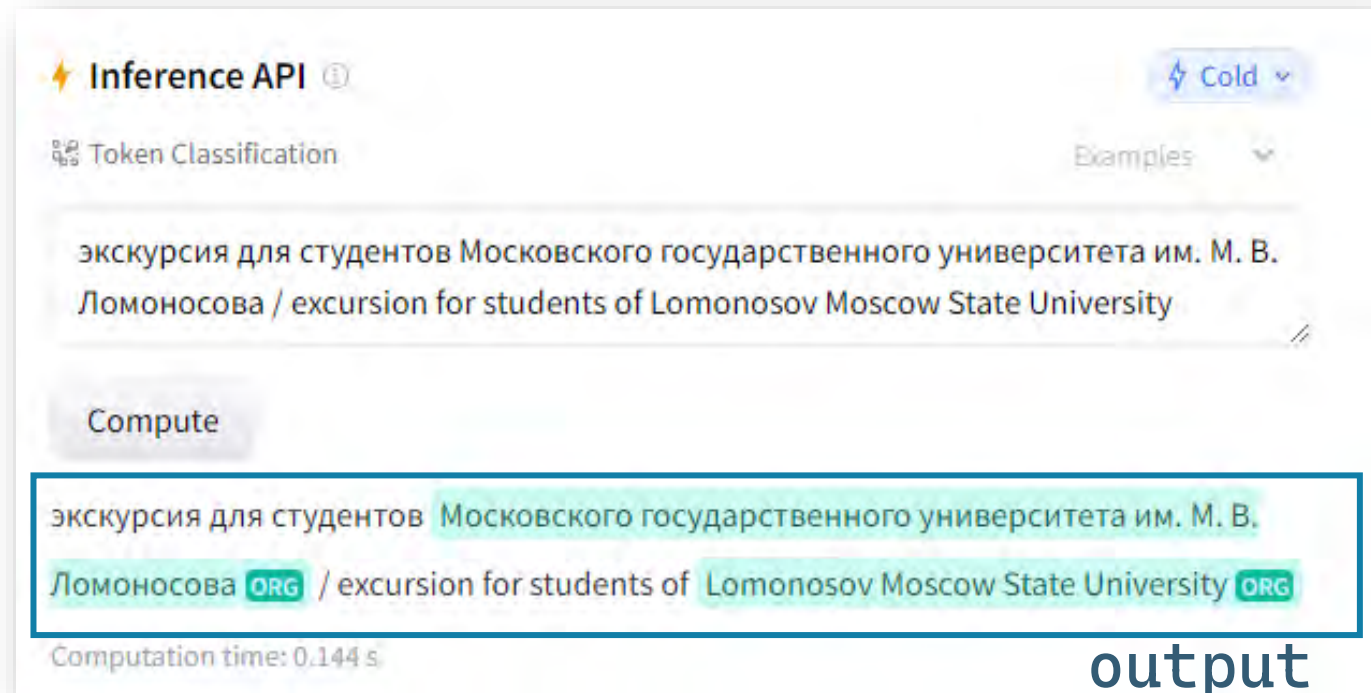 Inference API
Cold
Token Classification
Examples
экскурсия для студентов Московского государственного университета им. М. В.
Ломоносова / excursion for students of Lomonosov Moscow State University
Compute
экскурсия для студентов Московского государственного университета им. М. В.
Ломоносова ORG / excursion for students of Lomonosov Moscow State University ORG
Computation time: 0.144 s
output